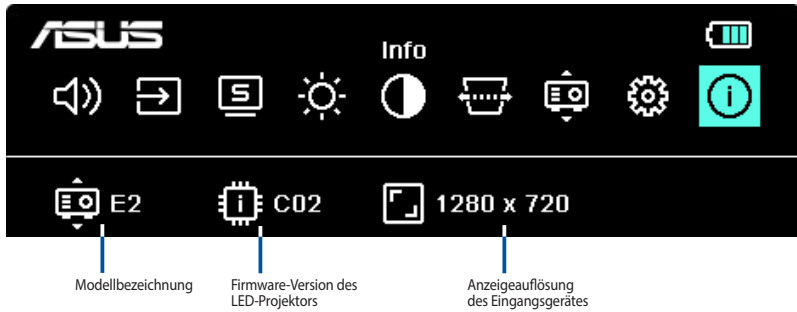 ASUS
Info
E2
C02
1280 x 720
Modellbezeichnung
Firmware-Version des
LED-Projektors
Anzeigeauflösung
des Eingangsgerätes